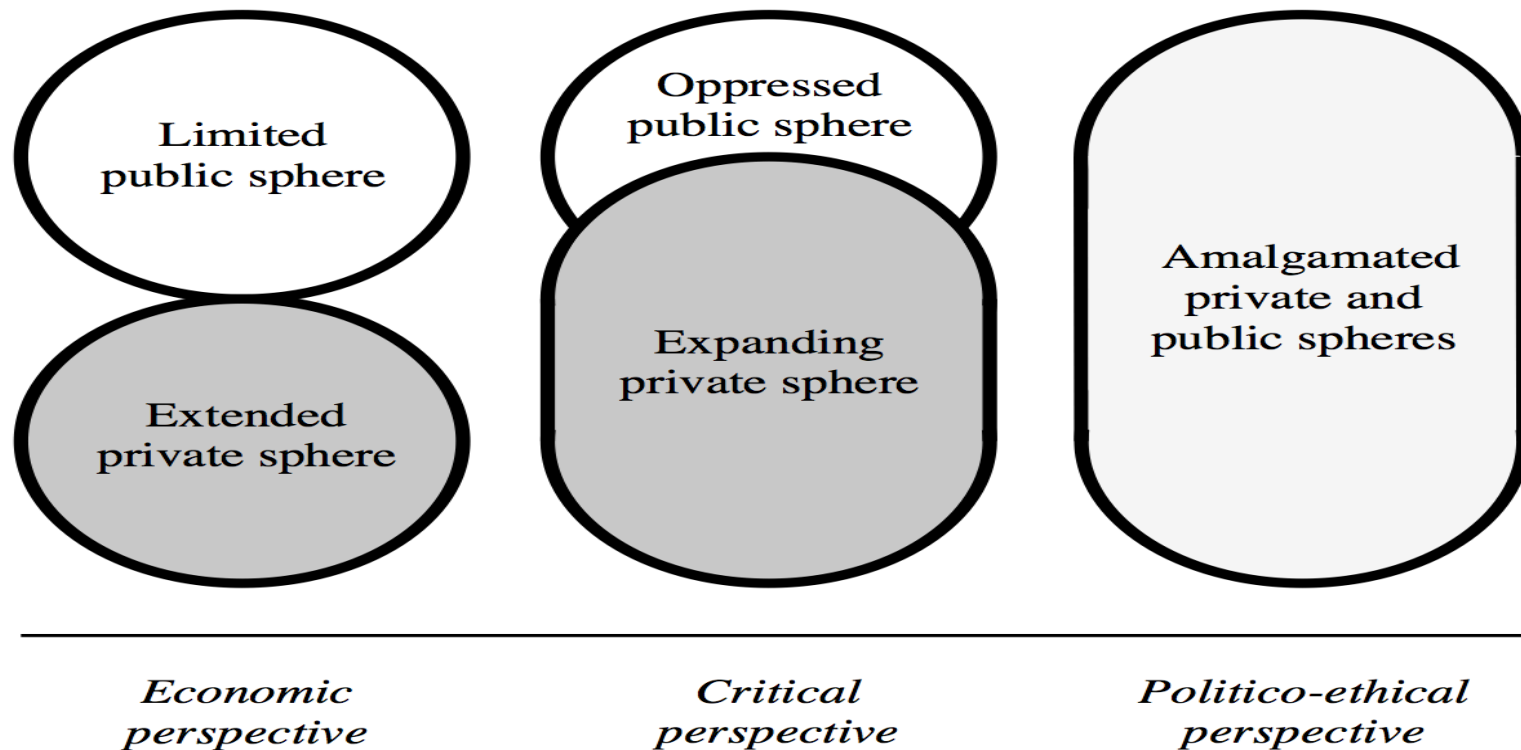 Limited
public sphere
Extended
private sphere
Oppressed
public sphere
Expanding
private sphere
Amalgamated
private and
public spheres
Economic
perspective
Critical
perspective
Politico-ethical
perspective